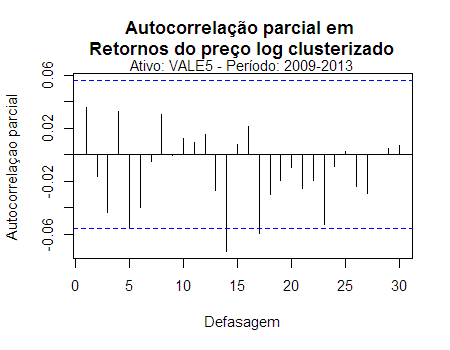 Autocorrelação parcial em
Retornos do preço log clusterizado
Ativo: VALE5 - Período: 2009-2013
Autocorrelaçao parcial
0.06
0.02
-0.02
-0.06
0 5 10 15 20 25 30
Defasagem